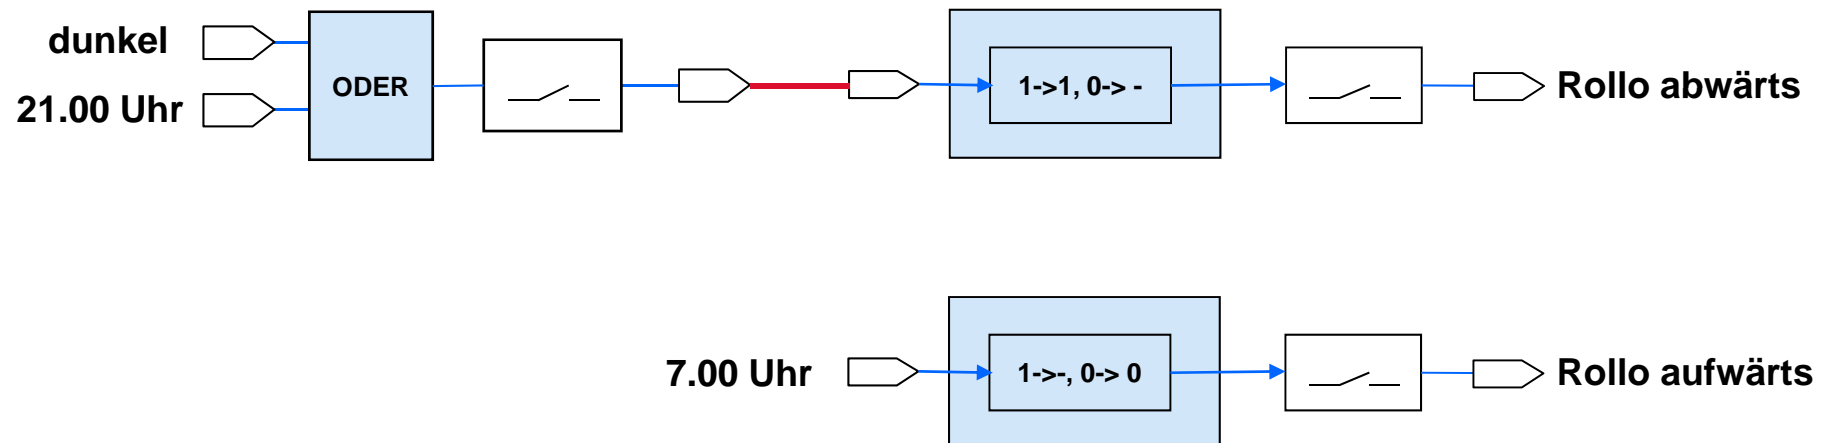 dunkel
21.00 Uhr
ODER
1->1, 0-> -
Rollo abwärts
7.00 Uhr
1->-, 0-> 0
Rollo aufwärts